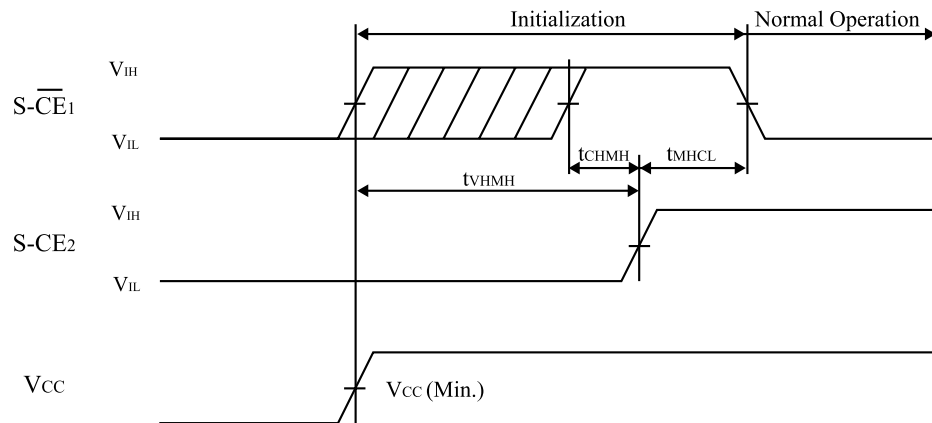 Initialization
Normal Operation
VIH
S-CE1
VIL
tCHMH
tMHCL
tVHMH
VIH
S-CE2
VIL
VCC
VCC (Min.)